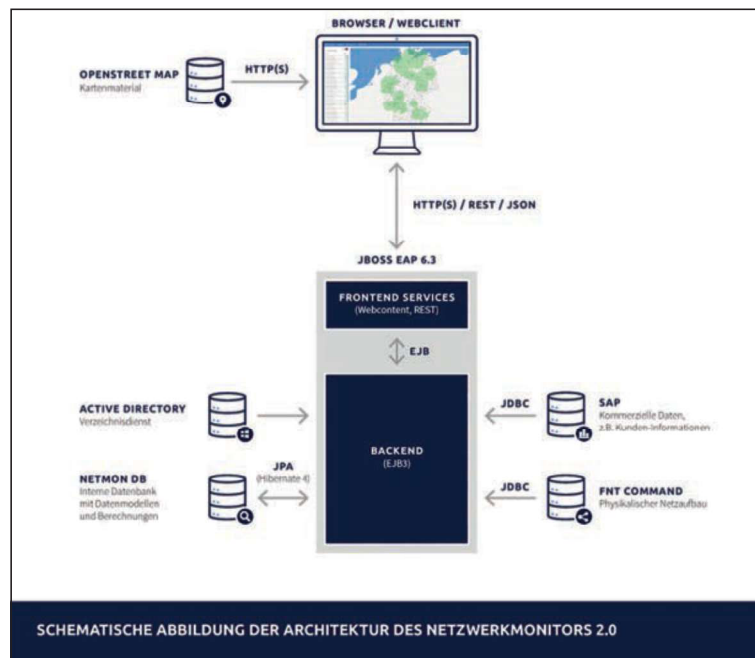 BROWSER / WEBCLIENT
OPENSTREET MAP
Kartenmaterial
HTTP(S)
HTTP(S) / REST / JSON
JBOSS EAP 6.3
FRONTEND SERVICES
(Webcontent, REST)
EJB
ACTIVE DIRECTORY
Verzeichnisdienst
JDBC
SAP
Kommerzielle Daten,
z.B. Kunden-Informationen
BACKEND
(EJB3)
NETMON DB
Interne Datenbank
mit Datenmodellen
und Berechnungen
JPA
(Hibernate 4)
JDBC
FNT COMMAND
Physikalischer Netzaufbau
SCHEMATISCHE ABBILDUNG DER ARCHITEKTUR DES NETZWERKMONITORS 2.0